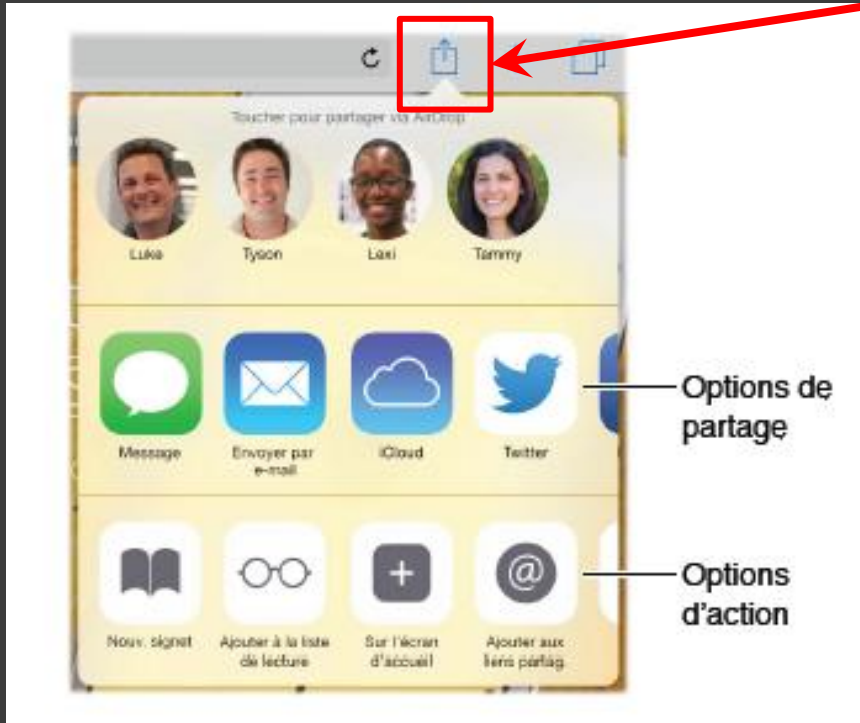 Toucher pour partager via AirDrop
Luke
Tyson
Lexi
Tammy
Message
Envoyer par
e-mail
iCloud
Twitter
Options de
partage
Nouv. signet
Ajouter à la liste
de lecture
Sur l'écran
d'accueil
@
Ajouter aux
liens partag.
Options
d'action